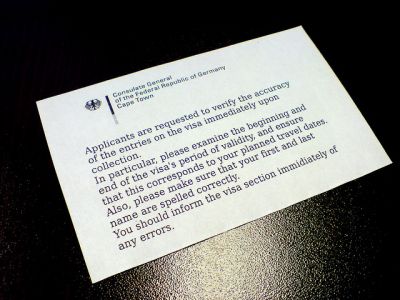 Consulate General
of the Federal Republic of Germany
Cape Town
Applicants are requested to verify the accuracy
of the entries on the visa immediately upon
collection.
In particular, please examine the beginning and
end of the visa's period of validity, and ensure
that this corresponds to your planned travel dates.
Also, please make sure that your first and last
name are spelled correctly.
You should inform the visa section immidiately of
any errors.